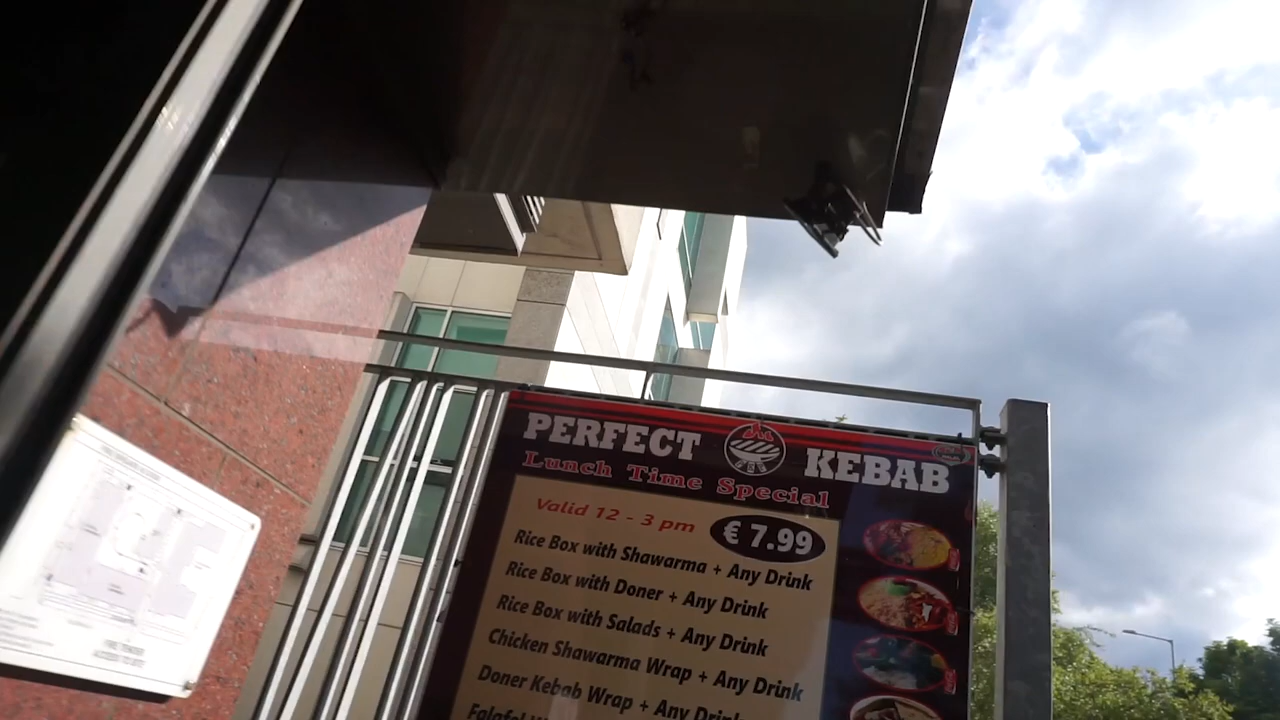 PERFECT KEBAB
Lunch Time Special
Valid 12 - 3 pm
€ 7.99
Rice Box with Shawarma + Any Drink
Rice Box with Doner + Any Drink
Rice Box with Salads + Any Drink
Chicken Shawarma Wrap + Any Drink
Doner Kebab Wrap + Any Drink
Falafel